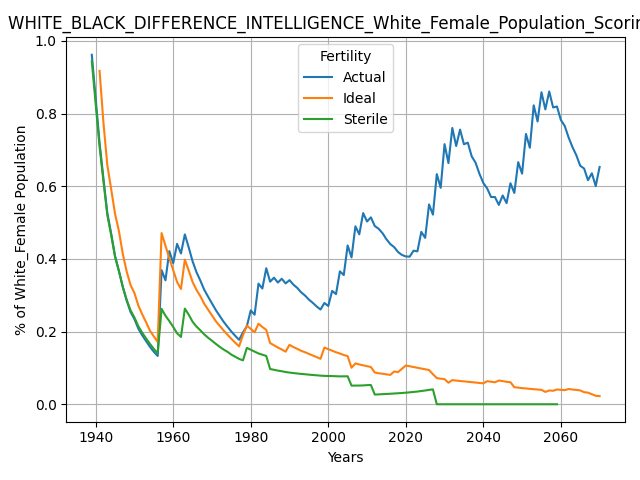 WHITE_BLACK_DIFFERENCE_INTELLIGENCE_White_Female_Population_Scorin
Fertility
Actual
Ideal
Sterile
% of White_Female Population
1.0
0.8
0.6
0.4
0.2
0.0
1940 1960 1980 2000 2020 2040 2060
Years